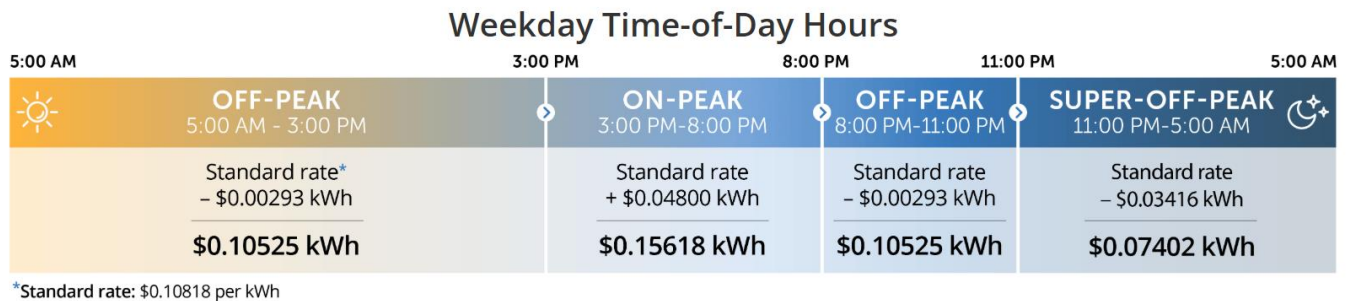 Weekday Time-of-Day Hours
5:00 AM 3:00 PM 8:00 PM 11:00 PM 5:00 AM
OFF-PEAK
5:00 AM - 3:00 PM
ON-PEAK
3:00 PM-8:00 PM
OFF-PEAK
8:00 PM-11:00 PM
SUPER-OFF-PEAK
11:00 PM-5:00 AM
Standard rate*
– $0.00293 kWh
$0.10525 kWh
Standard rate
+ $0.04800 kWh
$0.15618 kWh
Standard rate
– $0.00293 kWh
$0.10525 kWh
Standard rate
– $0.03416 kWh
$0.07402 kWh
*Standard rate: $0.10818 per kWh